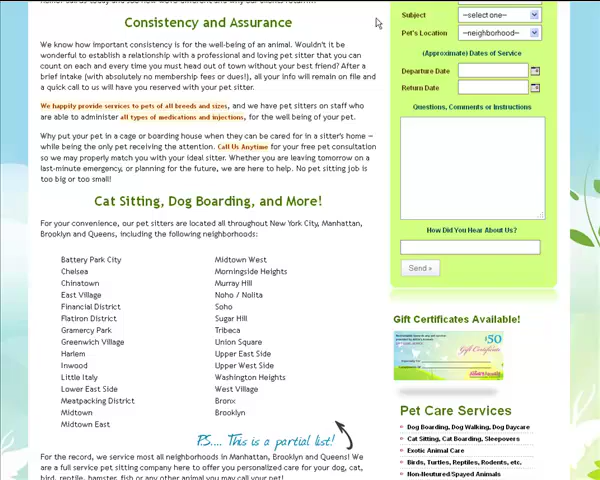 Consistency and Assurance
We know how important consistency is for the well-being of an animal. Wouldn't it be
wonderful to establish a relationship with a professional and loving pet sitter that you can
count on each and every time you must head out of town without your best friend? After a
brief intake (with absolutely no membership fees or dues!), all your info will remain on file and
a quick call to us will have you reserved with your pet sitter.
We happily provide services to pets of all breeds and sizes, and we have pet sitters on staff who
are able to administer all types of medications and injections, for the well being of your pet.
Why put your pet in a cage or boarding house when they can be cared for in a sitter's home –
while being the only pet receiving the attention. Call Us Anytime for your free pet consultation
so we may properly match you with your ideal sitter. Whether you are leaving tomorrow on a
last-minute emergency, or planning for the future, we are here to help. No pet sitting job is
too big or too small!
Cat Sitting, Dog Boarding, and More!
For your convenience, our pet sitters are located all throughout New York City, Manhattan,
Brooklyn and Queens, including the following neighborhoods:
Battery Park City
Chelsea
Chinatown
East Village
Financial District
Flatiron District
Gramercy Park
Greenwich Village
Harlem
Inwood
Little Italy
Lower East Side
Meatpacking District
Midtown
Midtown East
Midtown West
Morningside Heights
Murray Hill
Noho / Nolita
Soho
Sugar Hill
Tribeca
Union Square
Upper East Side
Upper West Side
Washington Heights
West Village
Bronx
Brooklyn
P.S.... This is a partial list!
For the record, we service most all neighborhoods in Manhattan, Brooklyn and Queens! We
are a full service pet sitting company here to offer you personalized care for your dog, cat,
bird, reptile, hamster, fish or any other animal you may call your pet!
Subject
--select one--
Pet's Location
--neighborhood--
(Approximate) Dates of Service
Departure Date
Return Date
Questions, Comments or Instructions
How Did You Hear About Us?
Send »
Gift Certificates Available!
$50
Gift Certificate
Pet Care Services
Dog Boarding, Dog Walking, Dog Daycare
Cat Sitting, Cat Boarding, Sleepovers
Exotic Animal Care
Birds, Turtles, Reptiles, Rodents, etc.
Non-Neutured/Spayed Animals